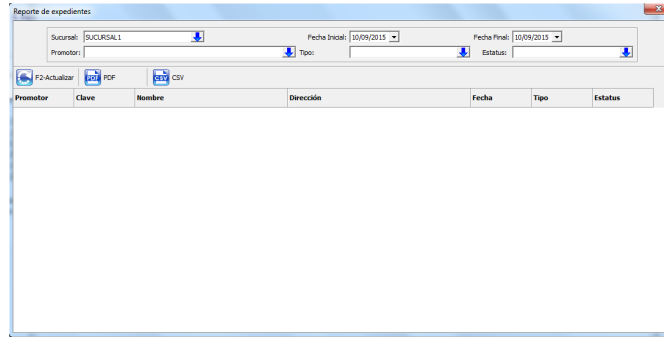 Reporte de expedientes
Sucursal: SUCURSAL1 Fecha Inicial: 10/09/2015 Fecha Final: 10/09/2015
Promotor: Tipo: Estatus:
F2-Actualizar PDF PDF CSV CSV
Promotor Clave Nombre Dirección Fecha Tipo Estatus